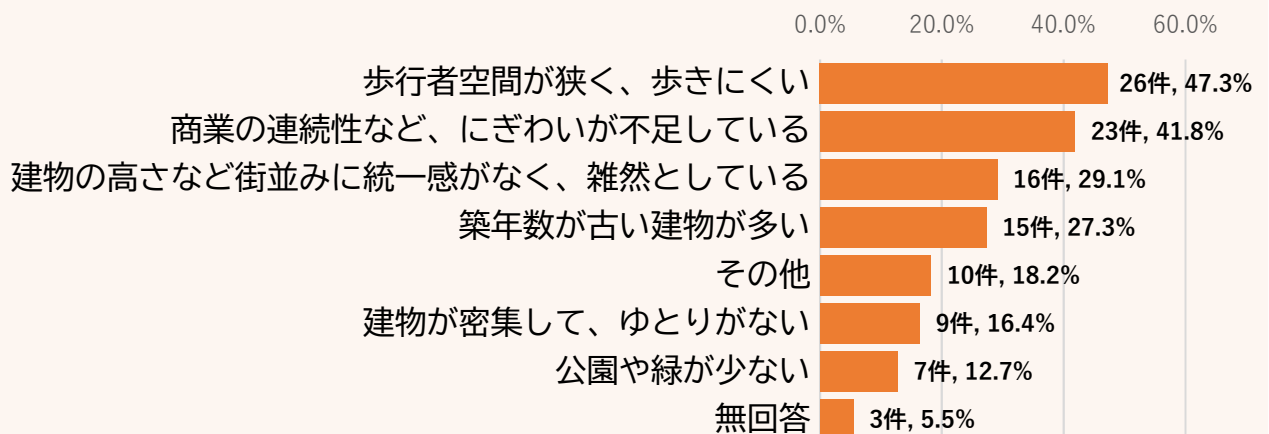 0.0% 20.0% 40.0% 60.0%
歩行者空間が狭く、歩きにくい 26件, 47.3%
商業の連続性など、にぎわいが不足している 23件, 41.8%
建物の高さなど街並みに統一感がなく、雑然としている 16件, 29.1%
築年数が古い建物が多い 15件, 27.3%
その他 10件, 18.2%
建物が密集して、ゆとりがない 9件, 16.4%
公園や緑が少ない 7件, 12.7%
無回答 3件, 5.5%